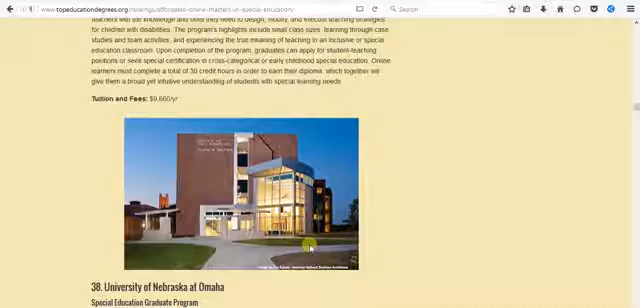 www.topeducationdegrees.org/rankings/affordable-online-masters-in-special-education/
Search
teachers with the knowledge and skills they need to design, modify, and execute teaching strategies
for children with disabilities. The program's highlights include small class sizes, learning through case
studies and team activities, and experiencing the true meaning of teaching in an inclusive or special
education classroom. Upon completion of the program, graduates can apply for student-teaching
positions or seek special certification in cross-categorical or early childhood special education. Online
learners must complete a total of 30 credit hours in order to earn their diploma, which together will
give them a broad yet intuitive understanding of students with special learning needs.
Tuition and Fees: $9,660/yr
38. University of Nebraska at Omaha
Special Education Graduate Program